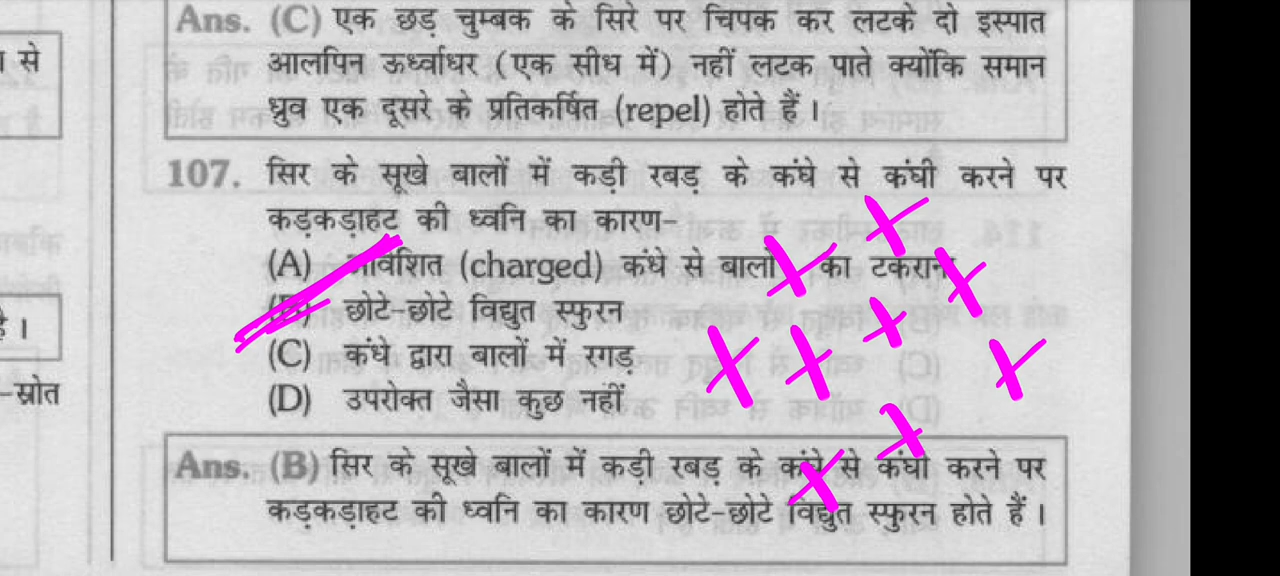 Ans. (C) एक छड़ चुम्बक के सिरे पर चिपक कर लटके दो इस्पात
आलपिन ऊर्ध्वाधर (एक सीध में) नहीं लटक पाते क्योंकि समान
ध्रुव एक दूसरे के प्रतिकर्षित (repel) होते हैं।
से
107. सिर के सूखे बालों में कड़ी रबड़ के कंघे से कंघी करने पर
कड़कड़ाहट की ध्वनि का कारण-
(A) आवेशित (charged) कंधे से बालों का टकराना
(B) छोटे-छोटे विद्युत स्फुरन
है।
(C) कंधे द्वारा बालों में रगड़
-स्रोत
(D) उपरोक्त जैसा कुछ नहीं
Ans. (B) सिर के सूखे बालों में कड़ी रबड़ के कंघे से कंघी करने पर
कड़कड़ाहट की ध्वनि का कारण छोटे-छोटे विद्युत स्फुरन होते हैं।